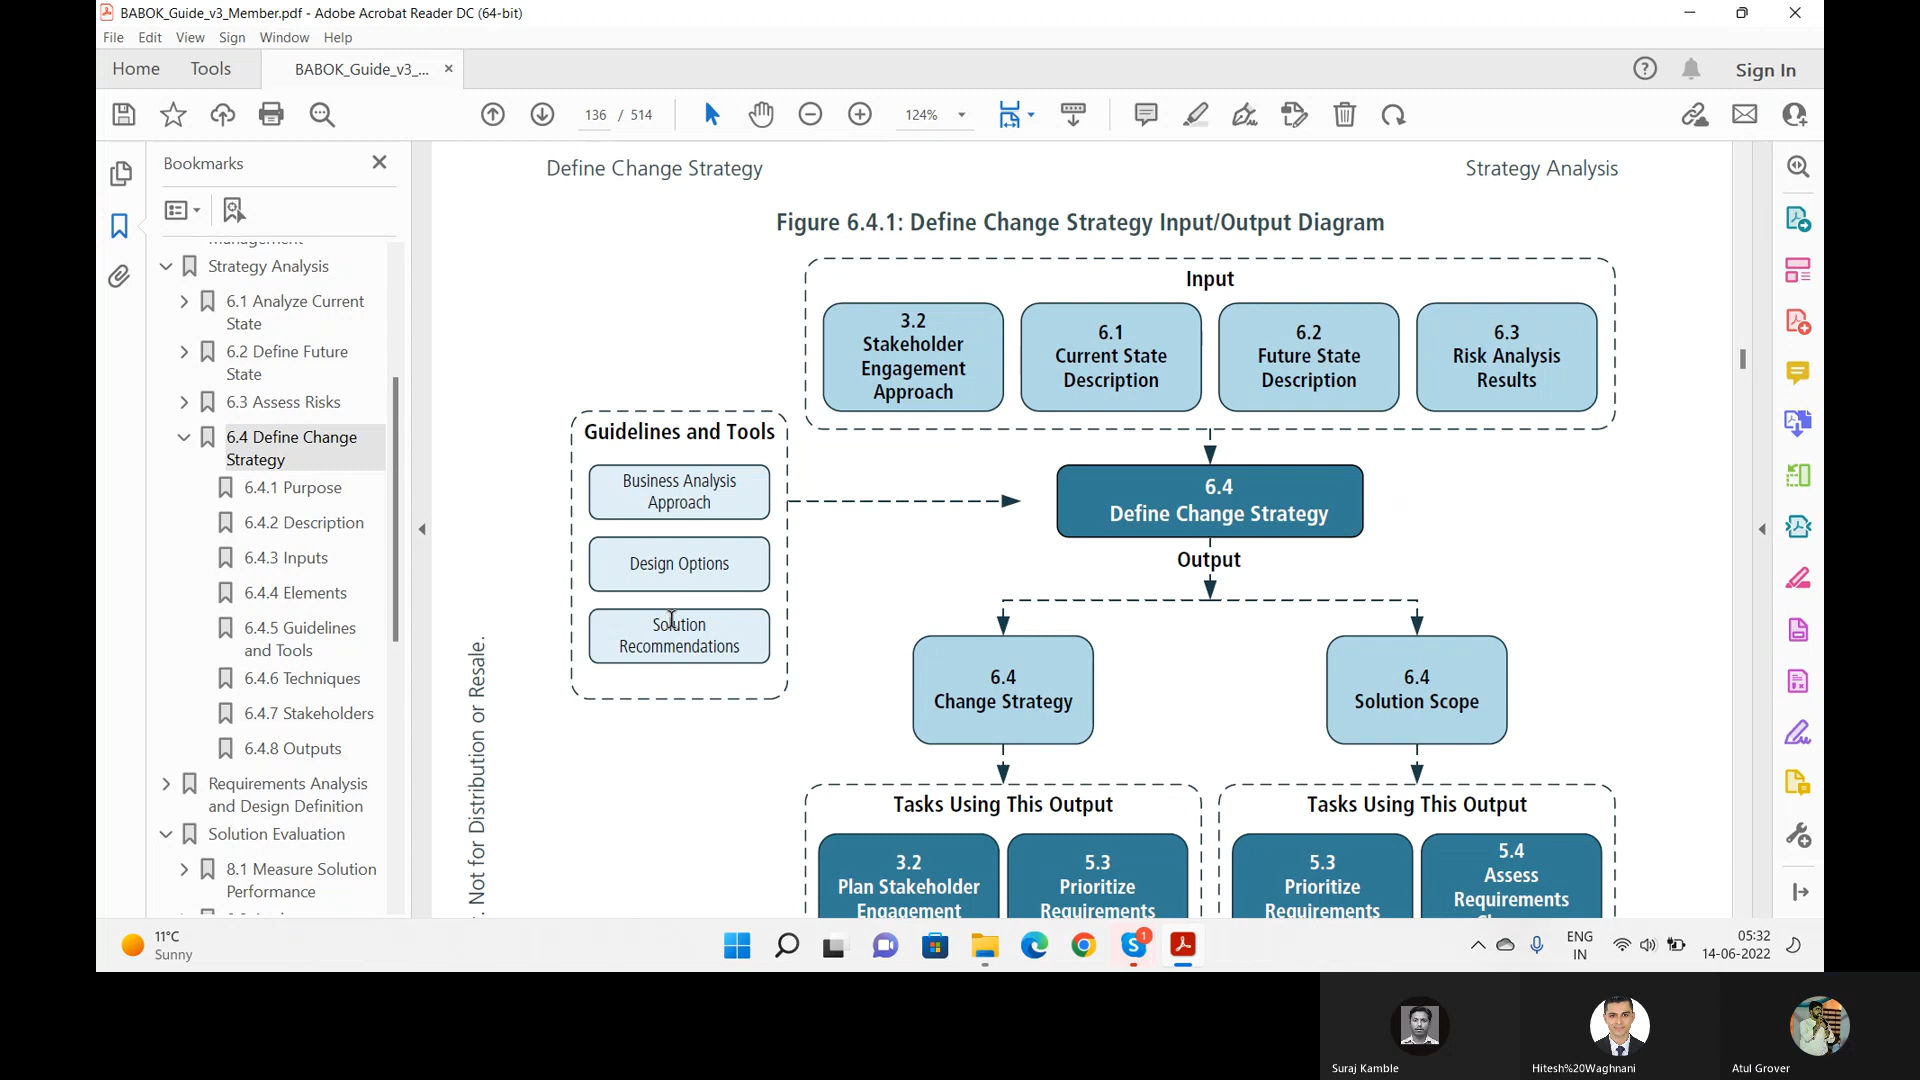 BABOK_Guide_v3_Member.pdf - Adobe Acrobat Reader DC (64-bit)
File Edit View Sign Window Help
Home Tools BABOK_Guide_v3_... × Sign In
136 / 514 124%
Bookmarks
Strategy Analysis
6.1 Analyze Current
State
6.2 Define Future
State
6.3 Assess Risks
6.4 Define Change
Strategy
6.4.1 Purpose
6.4.2 Description
6.4.3 Inputs
6.4.4 Elements
6.4.5 Guidelines
and Tools
6.4.6 Techniques
6.4.7 Stakeholders
6.4.8 Outputs
Requirements Analysis
and Design Definition
Solution Evaluation
8.1 Measure Solution
Performance
Define Change Strategy
Strategy Analysis
Figure 6.4.1: Define Change Strategy Input/Output Diagram
Input
3.2
Stakeholder
Engagement
Approach
6.1
Current State
Description
6.2
Future State
Description
6.3
Risk Analysis
Results
Guidelines and Tools
Business Analysis
Approach
Design Options
Solution
Recommendations
6.4
Define Change Strategy
Output
6.4
Change Strategy
6.4
Solution Scope
Tasks Using This Output
3.2
Plan Stakeholder
Engagement
5.3
Prioritize
Requirements
Tasks Using This Output
5.3
Prioritize
Requirements
5.4
Assess
Requirements
. Not for Distribution or Resale.
11°C
Sunny
1
ENG
IN
05:32
14-06-2022
Suraj Kamble
Hitesh%20Waghnani
Atul Grover